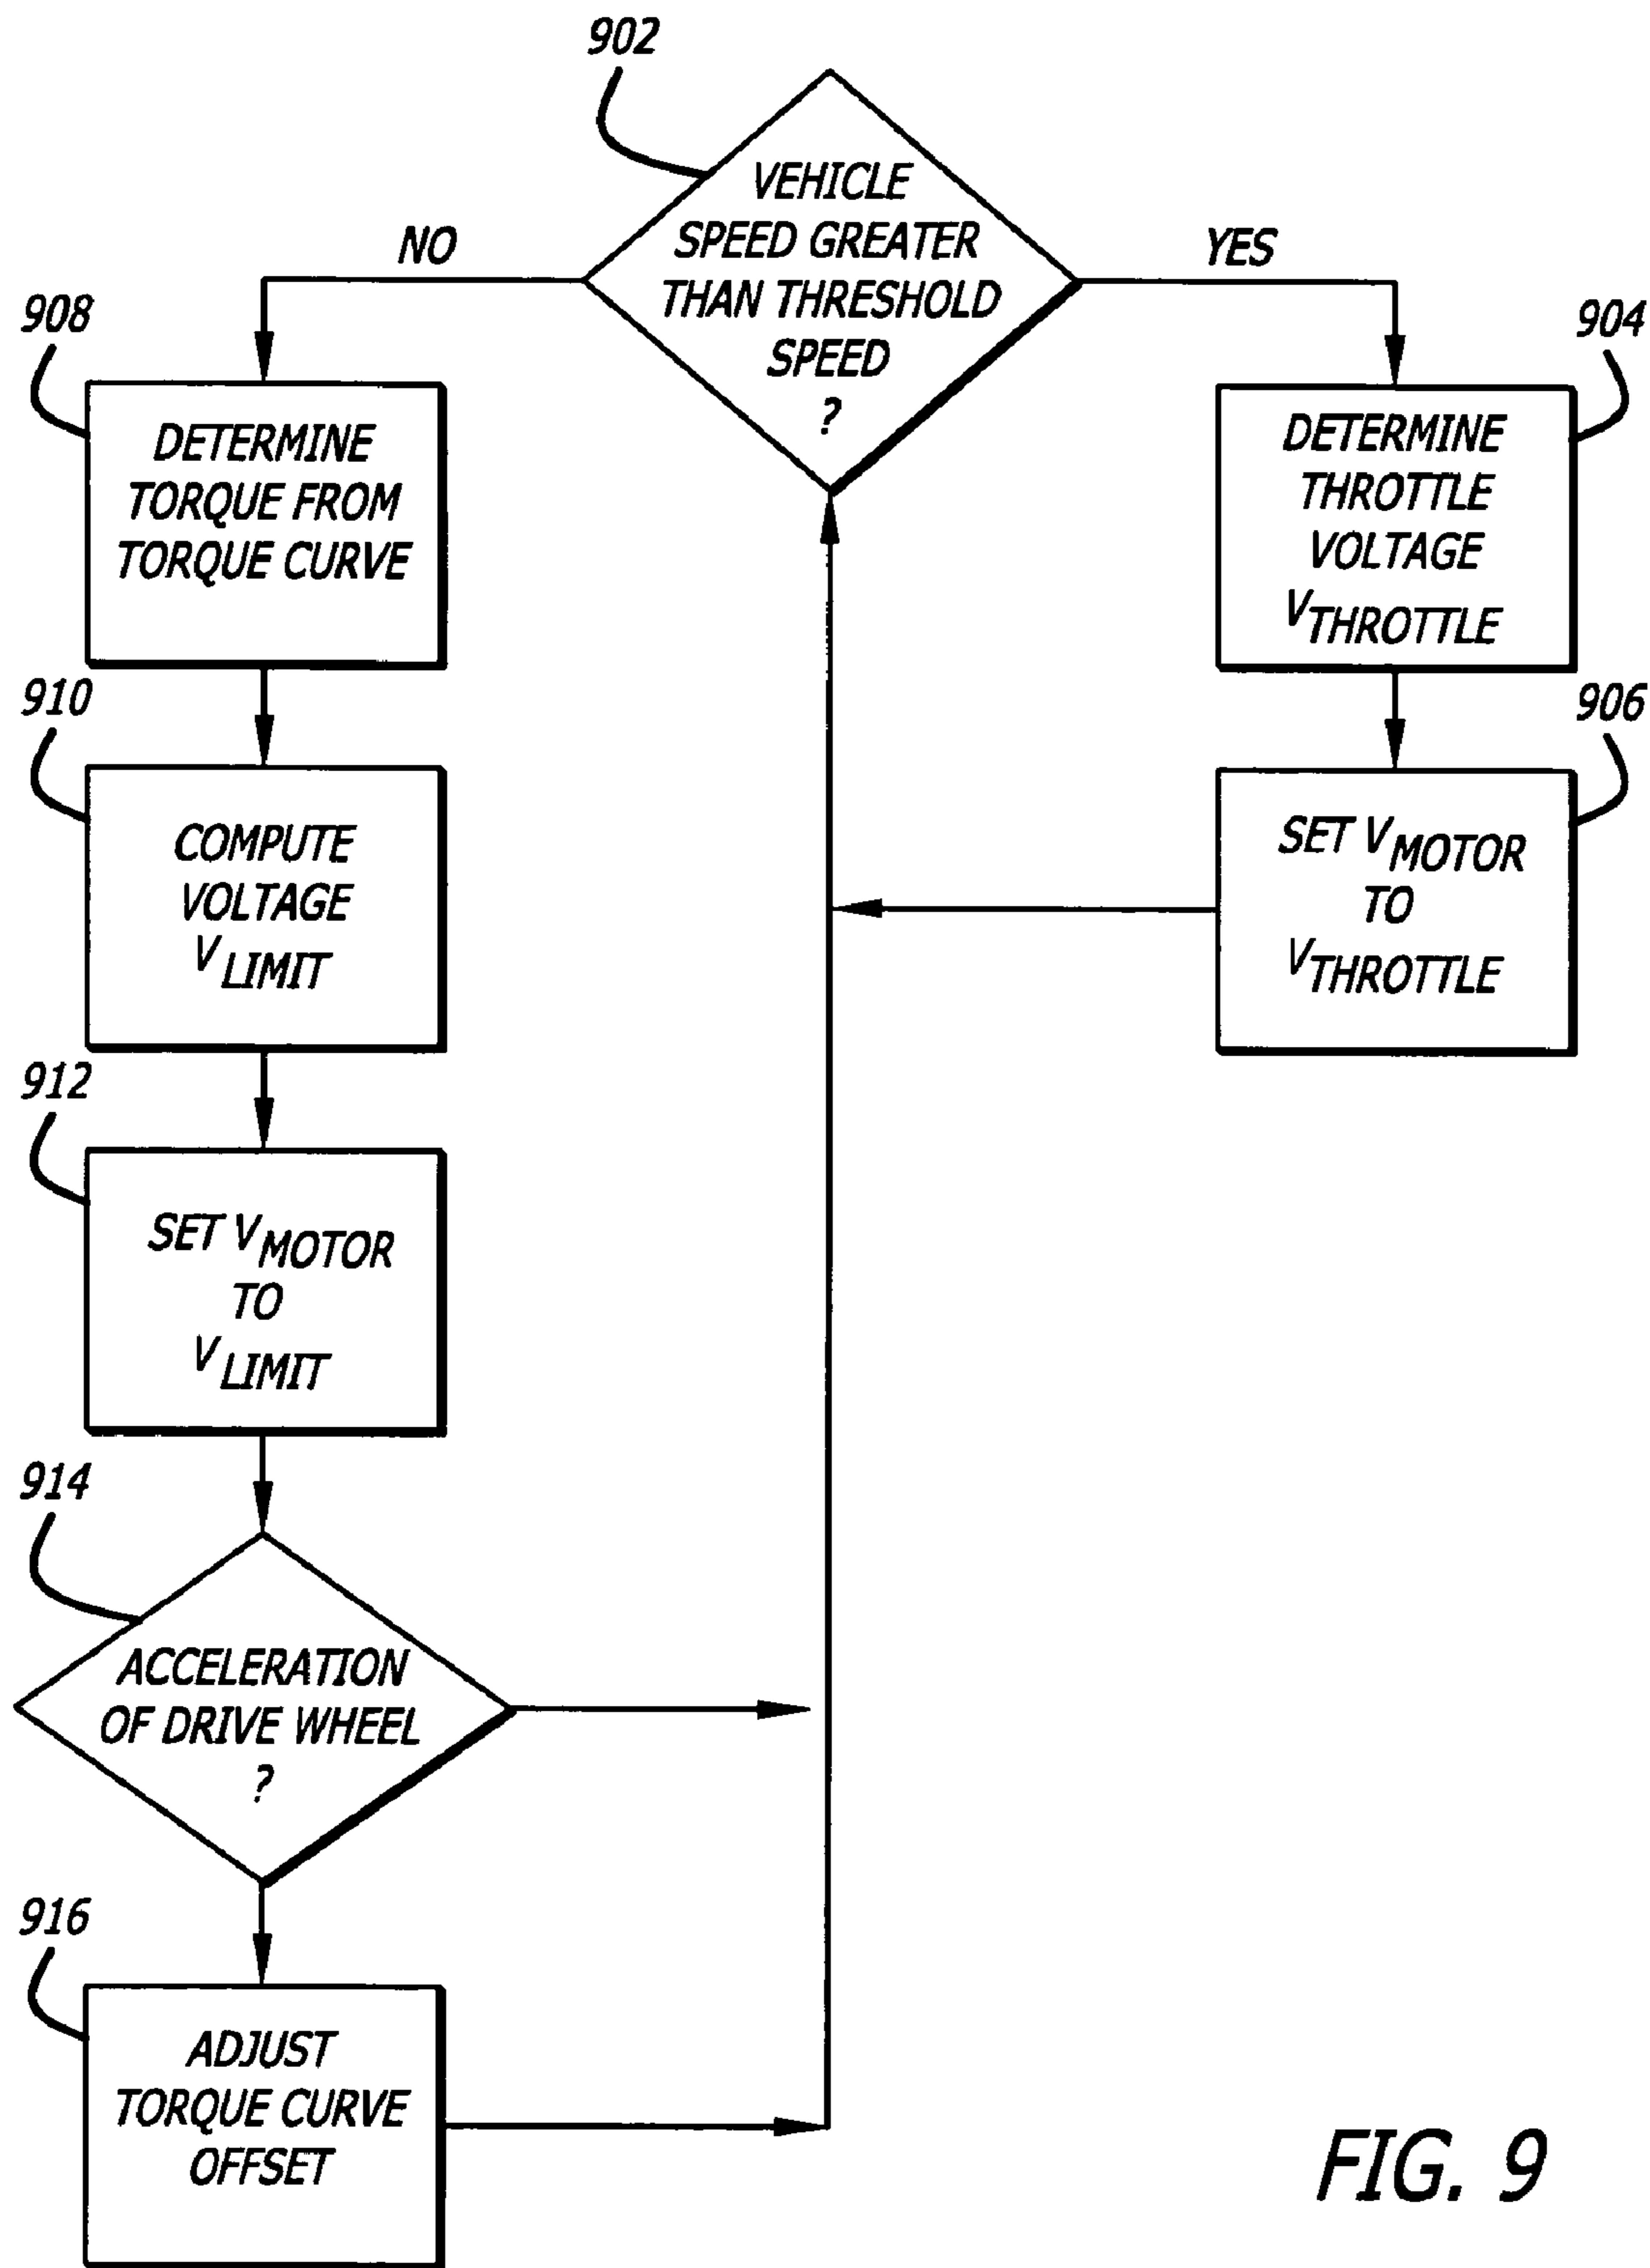 902
VEHICLE
SPEED GREATER
THAN THRESHOLD
SPEED
?
NO
YES
908
DETERMINE
TORQUE FROM
TORQUE CURVE
904
DETERMINE
THROTTLE
VOLTAGE
VTHROTTLE
910
COMPUTE
VOLTAGE
VLIMIT
906
SET VMOTOR
TO
VTHROTTLE
912
SET VMOTOR
TO
VLIMIT
914
ACCELERATION
OF DRIVE WHEEL
?
916
ADJUST
TORQUE CURVE
OFFSET
FIG. 9